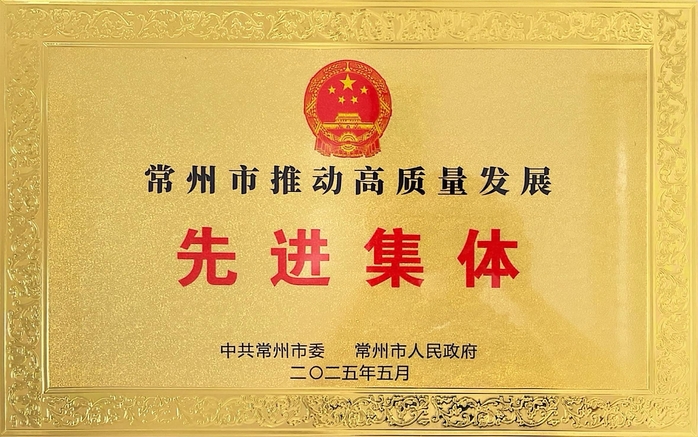 常州市推动高质量发展
先进集体
中共常州市委 常州市人民政府
二〇二五年五月